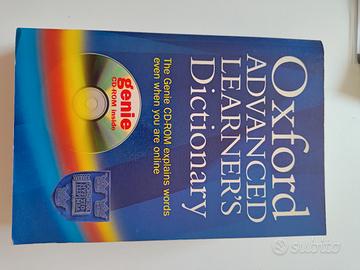 Oxford
ADVANCED
LEARNER'S
Dictionary
The Genie CD-ROM explains words
even when you are online
genie
CD-ROM inside
Subito